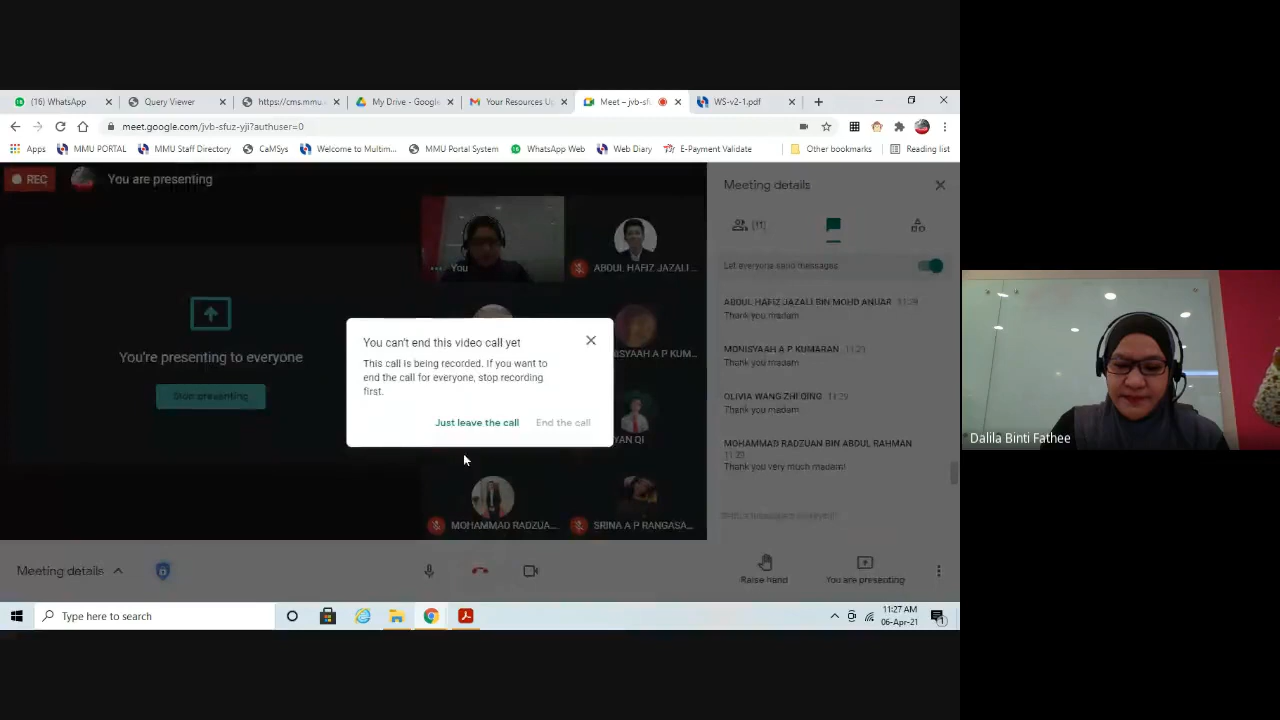 (16) WhatsApp
Query Viewer
https://cms.mmu.
My Drive - Google
Your Resources Up
Meet – jvb-sfuz
WS-v2-1.pdf
meet.google.com/jvb-sfuz-yji?authuser=0
Apps
MMU PORTAL
MMU Staff Directory
CaMSys
Welcome to Multim...
MMU Portal System
WhatsApp Web
Web Diary
E-Payment Validate
Other bookmarks
Reading list
REC
You are presenting
Meeting details
(11)
Let everyone send messages
You
ABDUL HAFIZ JAZALI ...
ABDUL HAFIZ JAZALI BIN MOHD ANUAR
Thank you madam
You're presenting to everyone
Stop presenting
You can't end this video call yet
This call is being recorded. If you want to
end the call for everyone, stop recording
first.
Just leave the call
End the call
ISYAAH A P KUM...
YAN QI
MONISYAAH A P KUMARAN
Thank you madam
OLIVIA WANG ZHI QING
Thank you madam
MOHAMMAD RADZUAN BIN ABDUL RAHMAN
Thank you very much madam!
MOHAMMAD RADZUA...
SRINA A P RANGASA...
Dalila Binti Fathee
Meeting details
Raise hand
You are presenting
Type here to search
11:27 AM
06-Apr-21
1